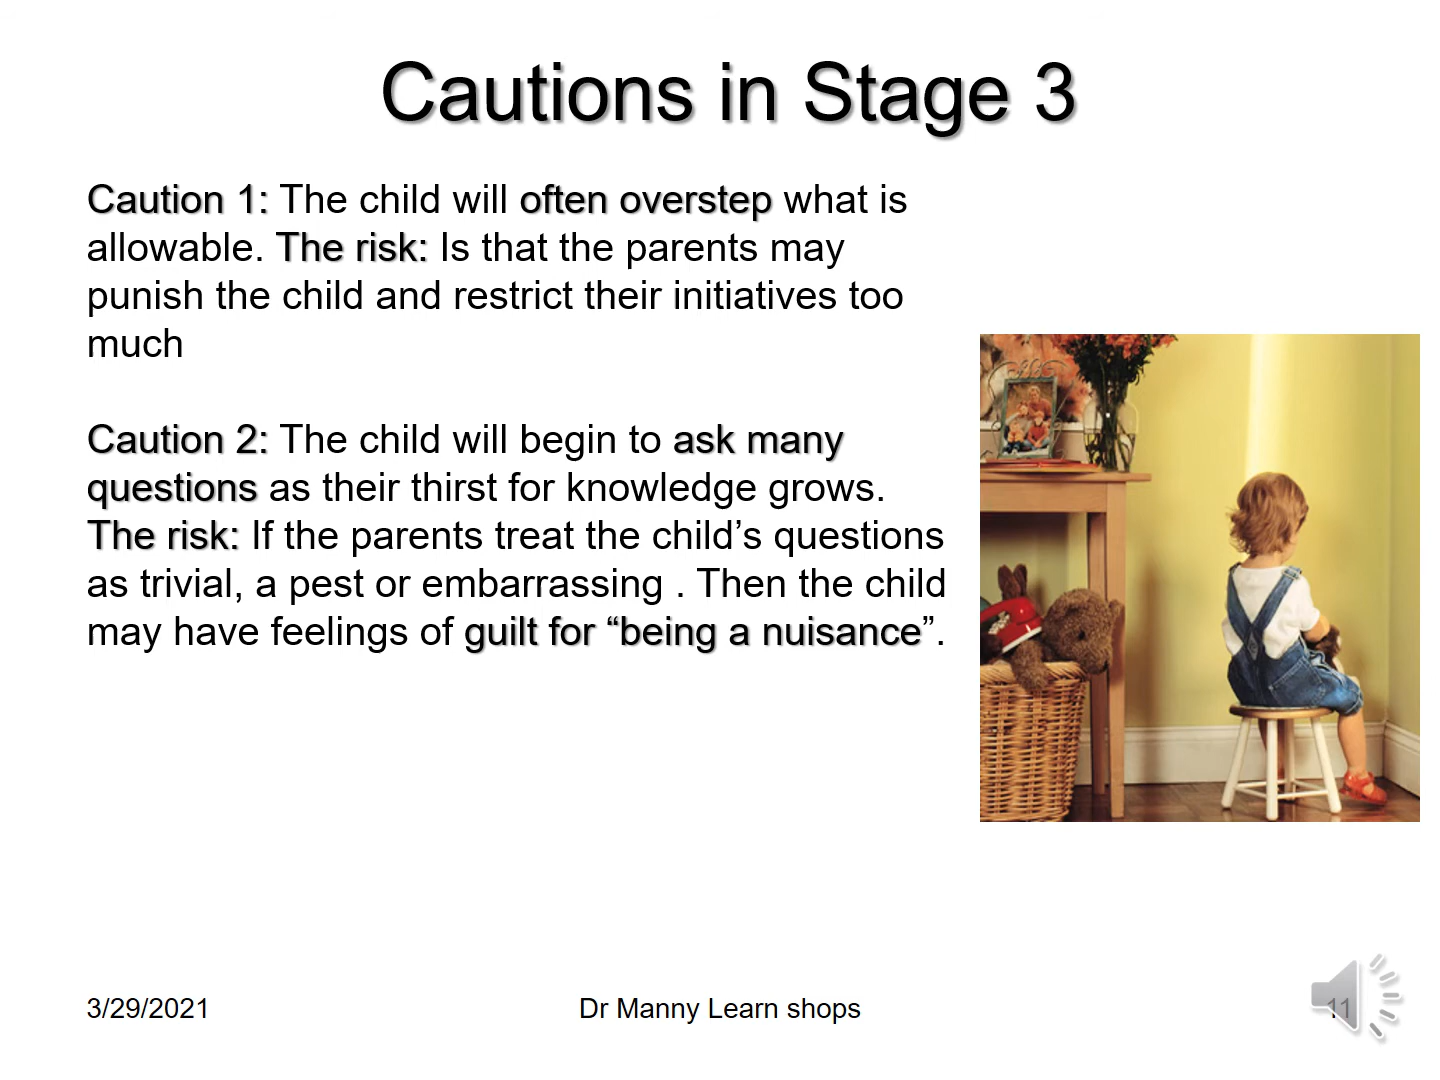 Cautions in Stage 3
Caution 1: The child will often overstep what is
allowable. The risk: Is that the parents may
punish the child and restrict their initiatives too
much
Caution 2: The child will begin to ask many
questions as their thirst for knowledge grows.
The risk: If the parents treat the child’s questions
as trivial, a pest or embarrassing . Then the child
may have feelings of guilt for “being a nuisance”.
3/29/2021
Dr Manny Learn shops
11